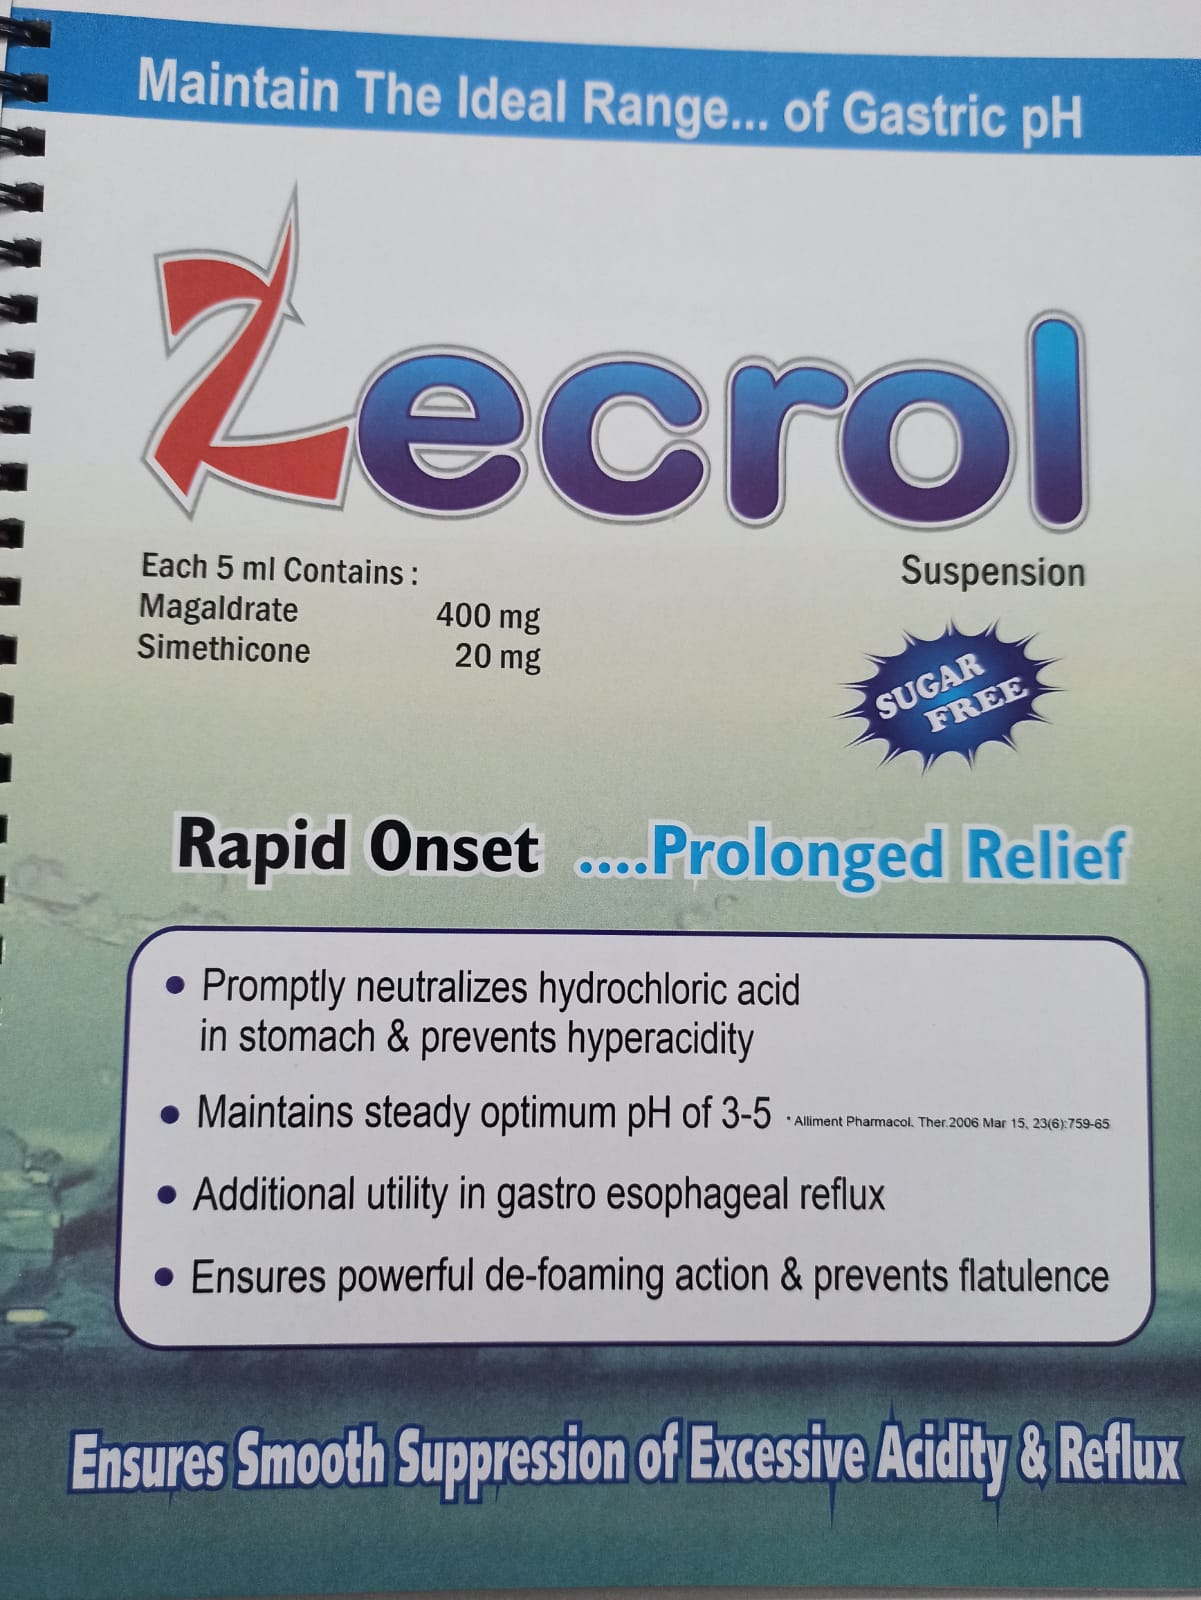 Maintain The Ideal Range... of Gastric pH
Zecrol
Suspension
Each 5 ml Contains :
Magaldrate 400 mg
Simethicone 20 mg
SUGAR
FREE
Rapid Onset ....Prolonged Relief
• Promptly neutralizes hydrochloric acid
in stomach & prevents hyperacidity
• Maintains steady optimum pH of 3-5 * Alliment Pharmacol. Ther.2006 Mar 15, 23(6):759-65
• Additional utility in gastro esophageal reflux
• Ensures powerful de-foaming action & prevents flatulence
Ensures Smooth Suppression of Excessive Acidity & Reflux